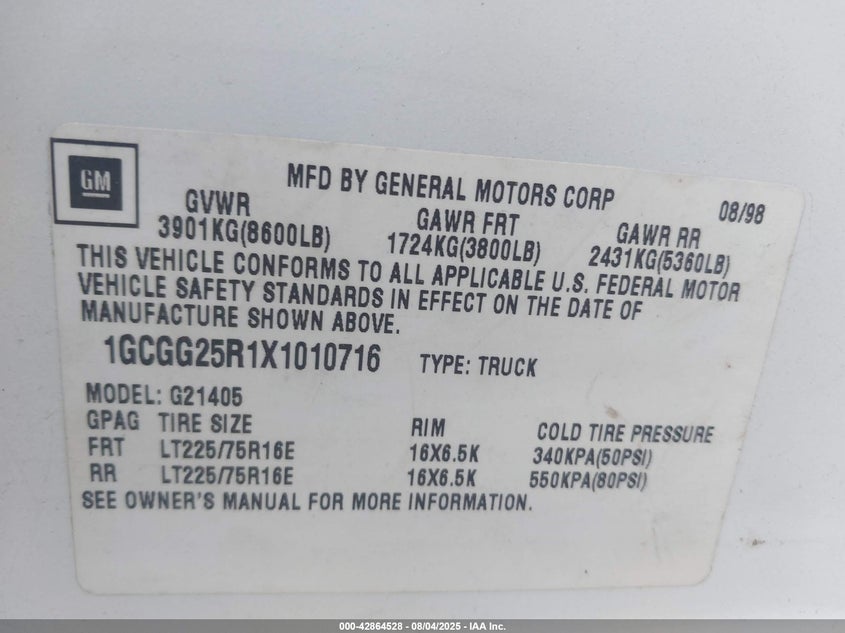 GM
MFD BY GENERAL MOTORS CORP 08/98
GVWR GAWR FRT GAWR RR
3901KG(8600LB) 1724KG(3800LB) 2431KG(5360LB)
THIS VEHICLE CONFORMS TO ALL APPLICABLE U.S. FEDERAL MOTOR
VEHICLE SAFETY STANDARDS IN EFFECT ON THE DATE OF
MANUFACTURE SHOWN ABOVE.
1GCGG25R1X1010716 TYPE: TRUCK
MODEL: G21405
GPAG TIRE SIZE RIM COLD TIRE PRESSURE
FRT LT225/75R16E 16X6.5K 340KPA(50PSI)
RR LT225/75R16E 16X6.5K 550KPA(80PSI)
SEE OWNER'S MANUAL FOR MORE INFORMATION.
000-42864528 - 08/04/2025 - IAA Inc.